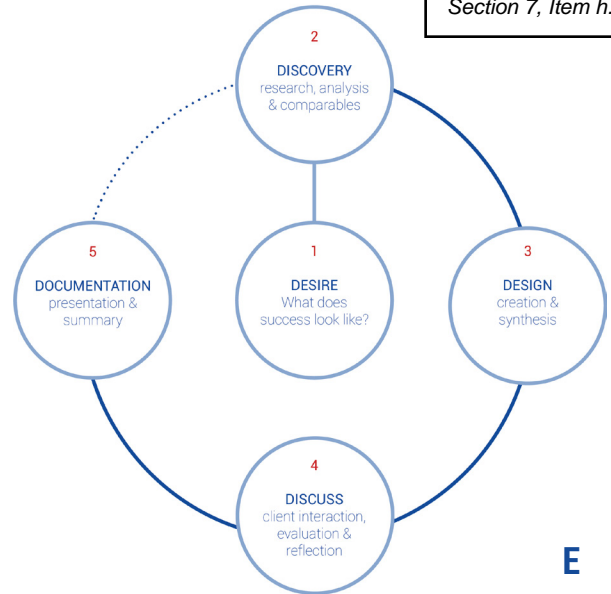 Section 7, Item h.
2
DISCOVERY
research, analysis
& comparables
5
DOCUMENTATION
presentation &
summary
1
DESIRE
What does
success look like?
3
DESIGN
creation &
synthesis
4
DISCUSS
client interaction,
evaluation &
reflection
E